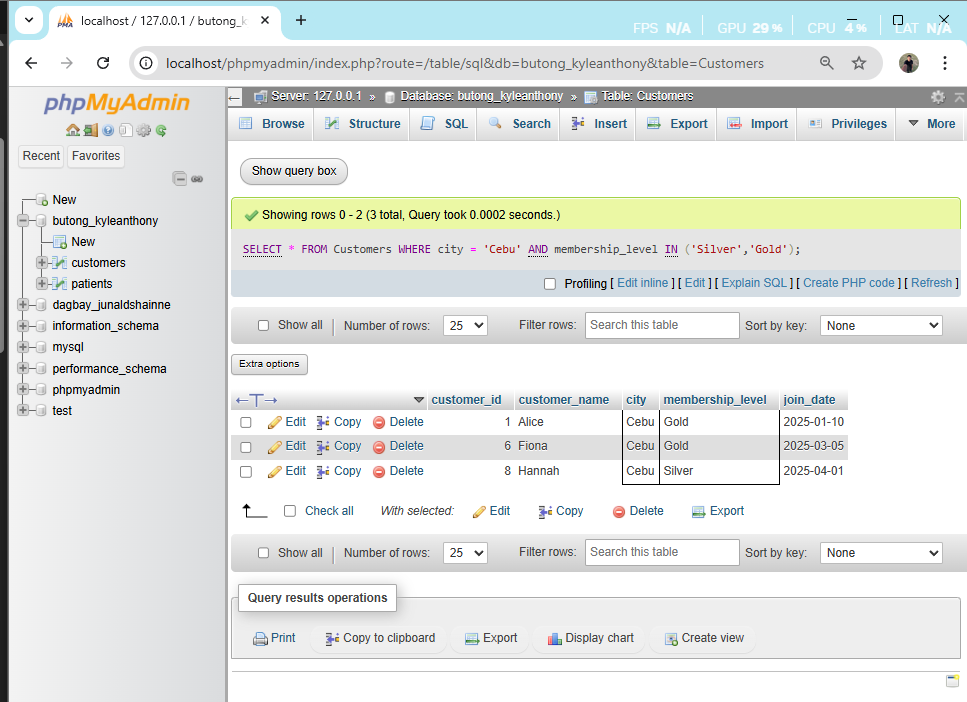 localhost / 127.0.0.1 / butong_k
FPS N/A GPU 29 % CPU 4 % LAT N/A
localhost/phpmyadmin/index.php?route=/table/sql&db=butong_kyleanthony&table=Customers
phpMyAdmin
Recent Favorites
New
butong_kyleanthony
New
customers
patients
dagbay_junaldshainne
information_schema
mysql
performance_schema
phpmyadmin
test
Server: 127.0.0.1 » Database: butong_kyleanthony » Table: Customers
Browse Structure SQL Search Insert Export Import Privileges More
Show query box
Showing rows 0 - 2 (3 total, Query took 0.0002 seconds.)
SELECT * FROM Customers WHERE city = 'Cebu' AND membership_level IN ('Silver','Gold');
Profiling [ Edit inline ] [ Edit ] [ Explain SQL ] [ Create PHP code ] [ Refresh ]
Show all Number of rows: 25 Filter rows: Search this table Sort by key: None
Extra options
customer_id customer_name city membership_level join_date
Edit Copy Delete 1 Alice Cebu Gold 2025-01-10
Edit Copy Delete 6 Fiona Cebu Gold 2025-03-05
Edit Copy Delete 8 Hannah Cebu Silver 2025-04-01
Check all With selected: Edit Copy Delete Export
Show all Number of rows: 25 Filter rows: Search this table Sort by key: None
Query results operations
Print Copy to clipboard Export Display chart Create view